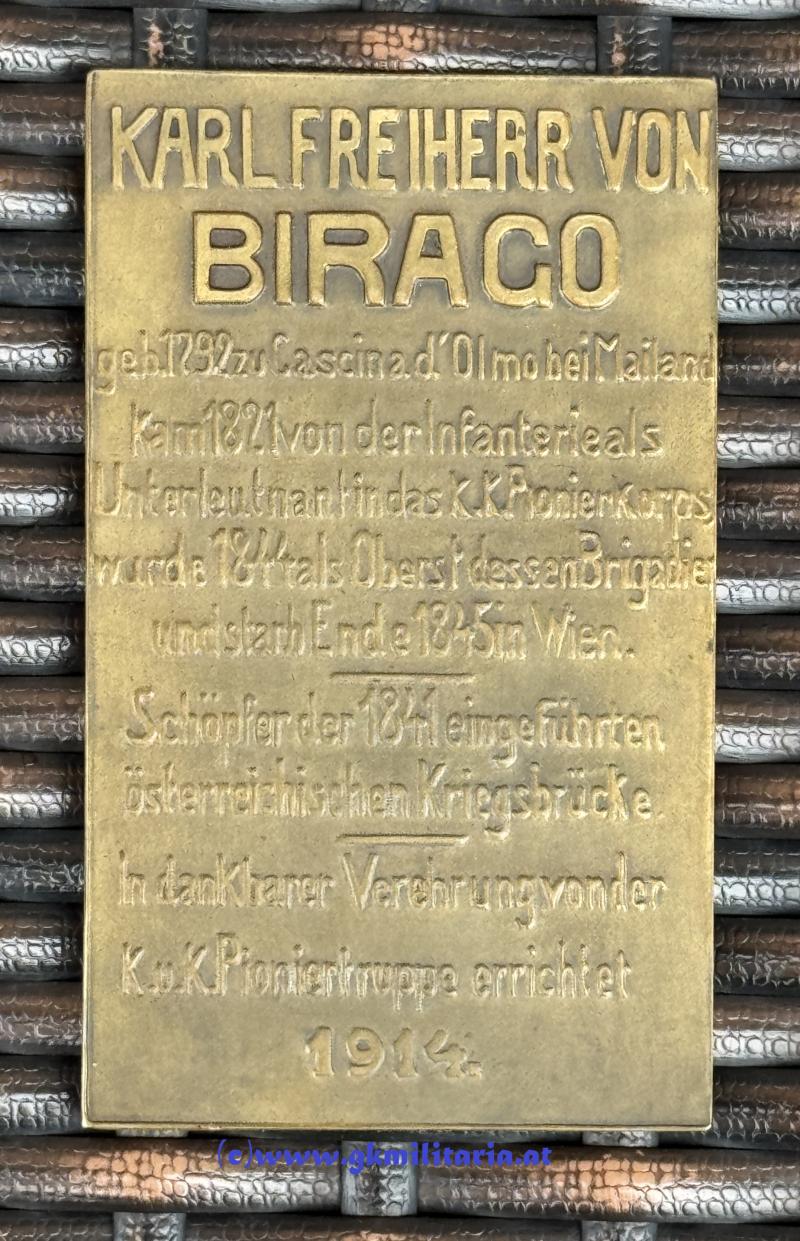 KARL FREIHERR VON
BIRAGO
geb. 1792 zu Cascina d'Olmo bei Mailand
Kam 1821 von der Infanterie als
Unterleutnant in das K.K. Pionierkorps
wurde 1844 als Oberst dessen Brigadier
und starb Ende 1845 in Wien.
Schöpfer der 1841 eingeführten
österreichischen Kriegsbrücke.
In dankbarer Verehrung von der
K.u.K. Pioniertruppe errichtet
1914.
(c)www.gkmilitaria.at